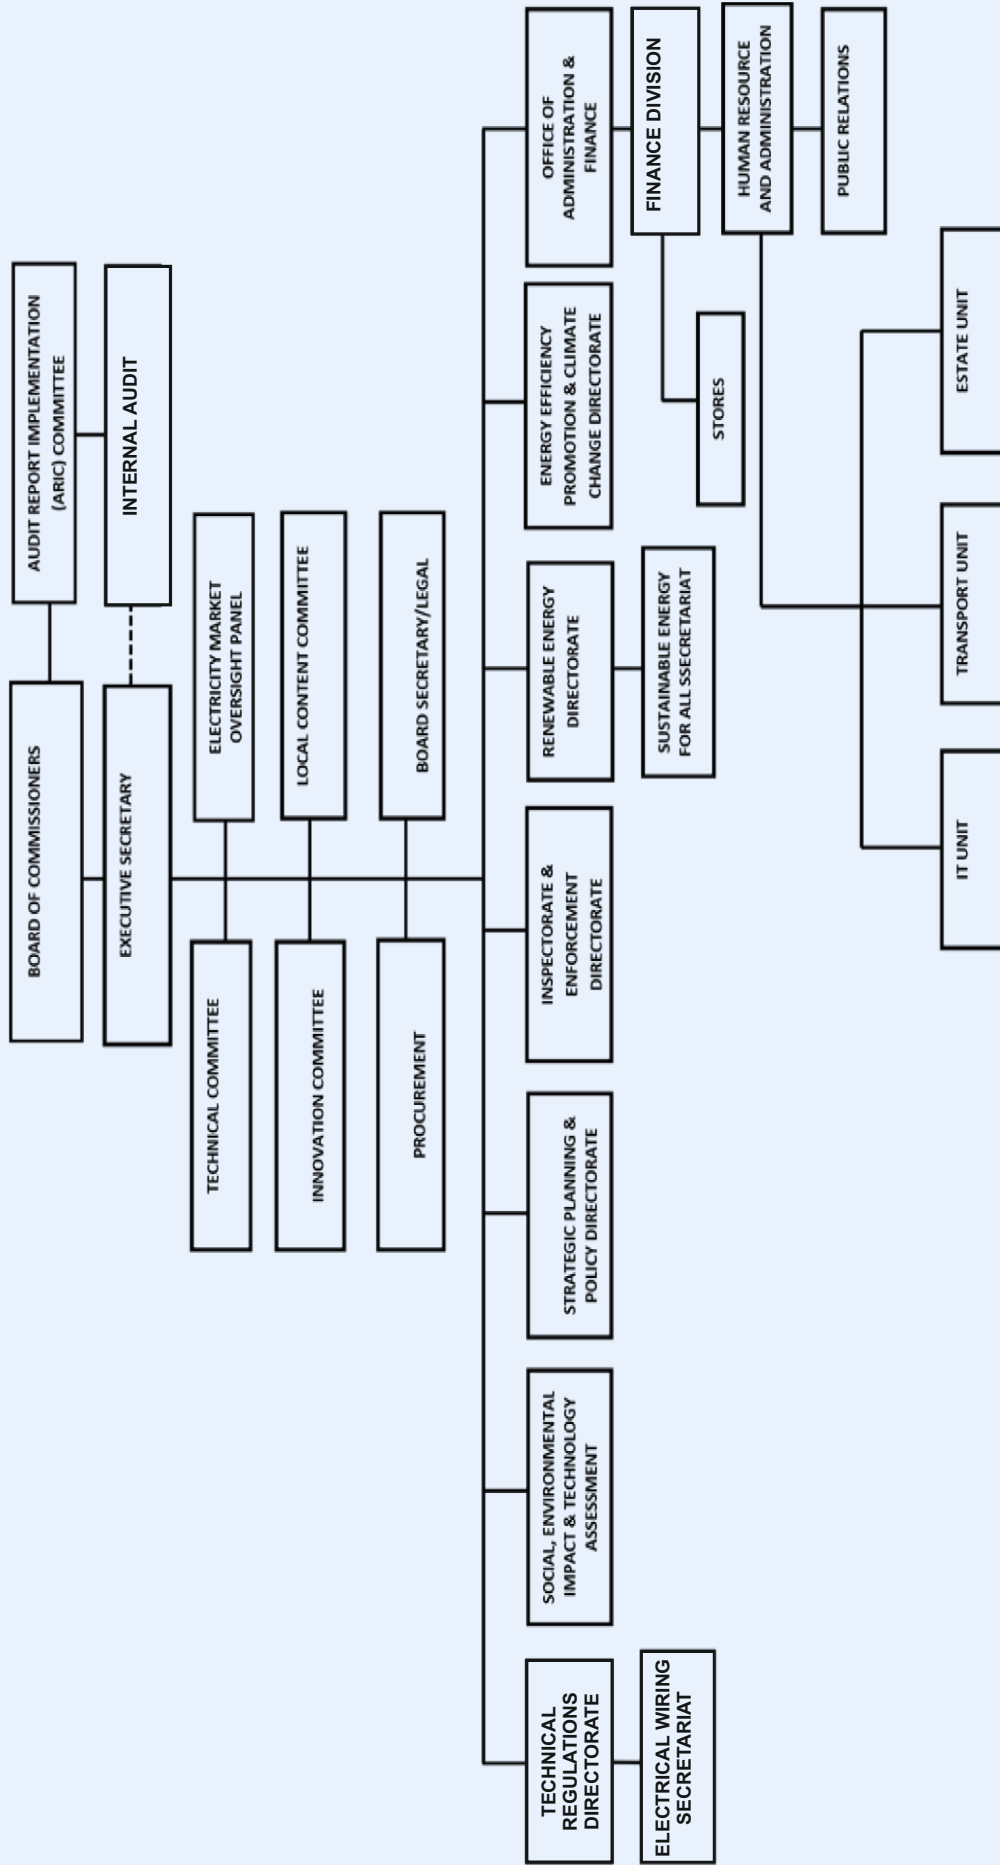 BOARD OF COMMISSIONERS
AUDIT REPORT IMPLEMENTATION
(ARIC) COMMITTEE
EXECUTIVE SECRETARY
INTERNAL AUDIT
TECHNICAL COMMITTEE
ELECTRICITY MARKET
OVERSIGHT PANEL
INNOVATION COMMITTEE
LOCAL CONTENT COMMITTEE
PROCUREMENT
BOARD SECRETARY/LEGAL
TECHNICAL
REGULATIONS
DIRECTORATE
SOCIAL, ENVIRONMENTAL
IMPACT & TECHNOLOGY
ASSESSMENT
STRATEGIC PLANNING &
POLICY DIRECTORATE
INSPECTORATE &
ENFORCEMENT
DIRECTORATE
RENEWABLE ENERGY
DIRECTORATE
ENERGY EFFICIENCY
PROMOTION & CLIMATE
CHANGE DIRECTORATE
OFFICE OF
ADMINISTRATION &
FINANCE
ELECTRICAL WIRING
SECRETARIAT
SUSTAINABLE ENERGY
FOR ALL SSECRETARIAT
FINANCE DIVISION
STORES
HUMAN RESOURCE
AND ADMINISTRATION
PUBLIC RELATIONS
IT UNIT
TRANSPORT UNIT
ESTATE UNIT